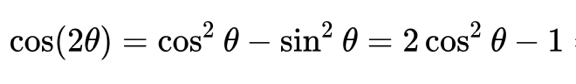 cos(2θ) = cos² θ − sin² θ = 2 cos² θ − 1